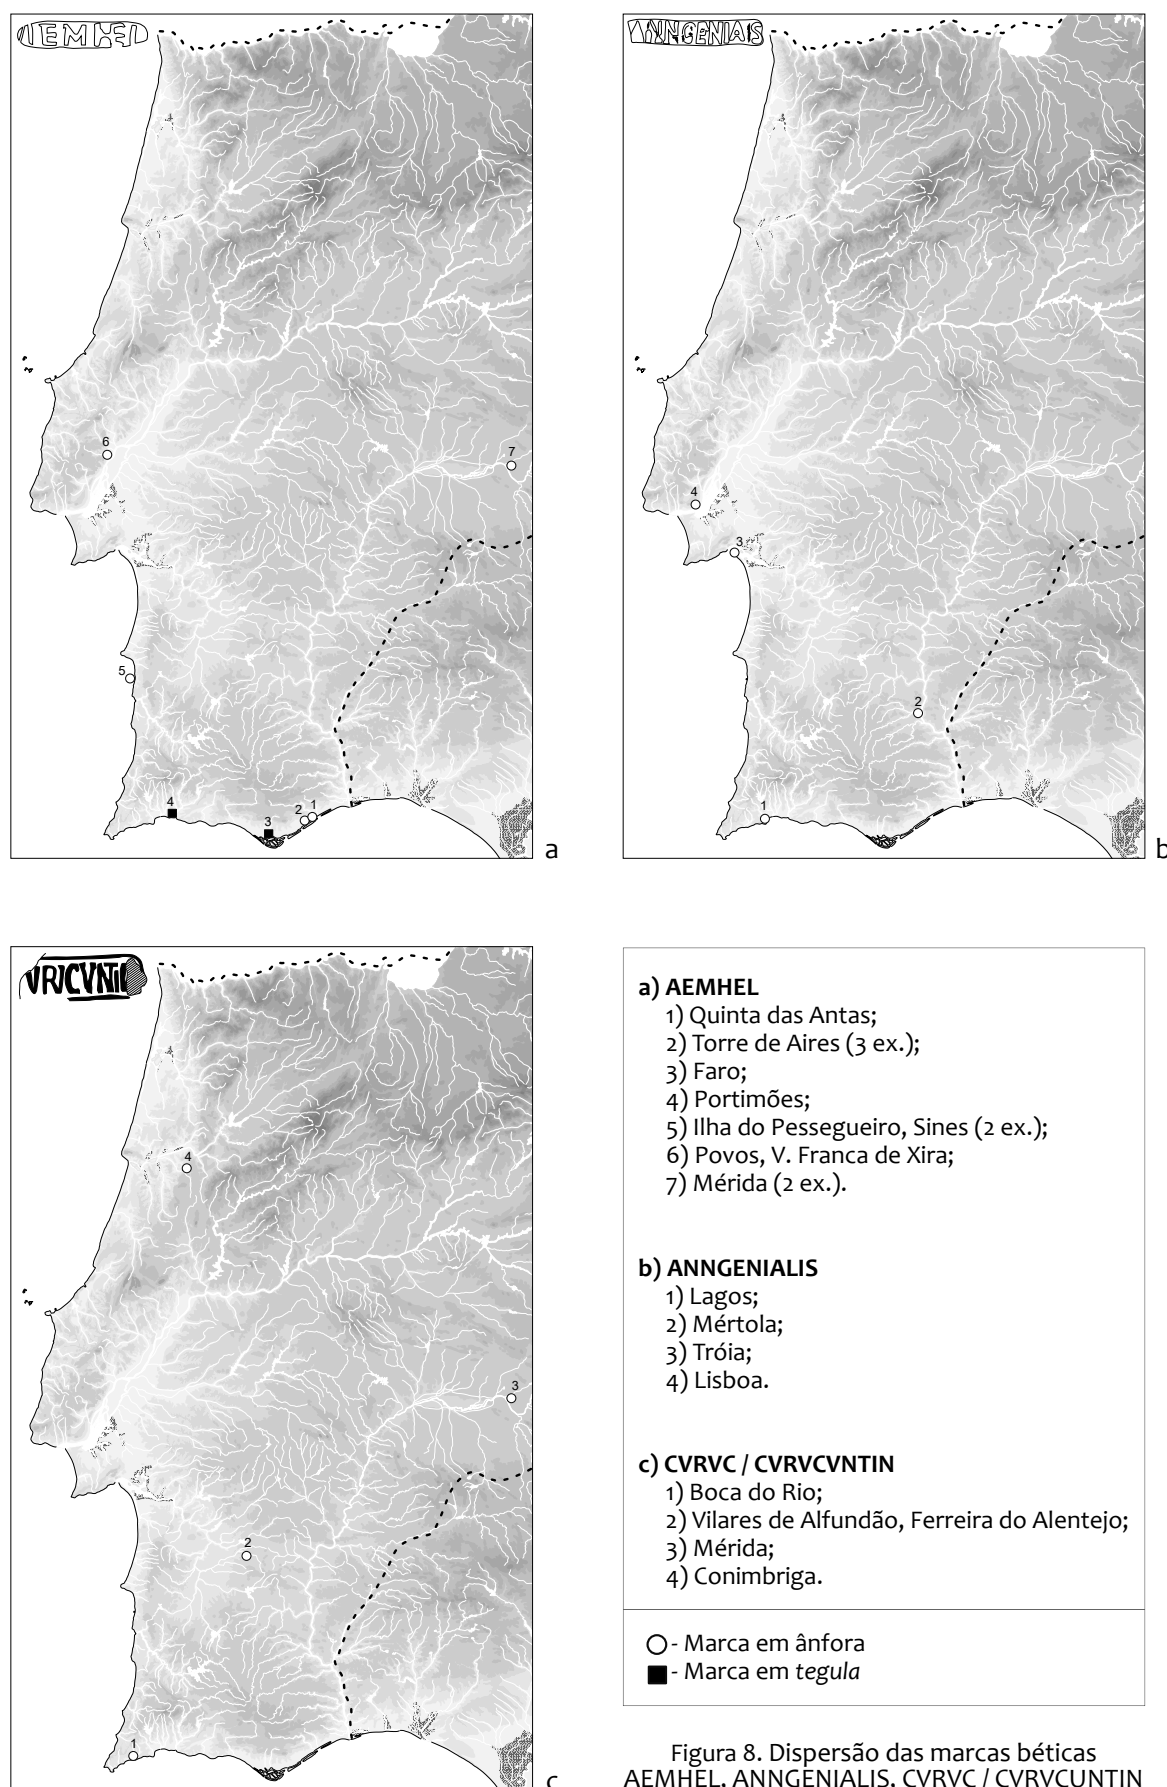 AEMHEL
ANNGENIAIS
6
7
5
4
3
2
1
a
4
3
2
1
b
VRCVNTIN
4
3
2
1
c
a) AEMHEL
1) Quinta das Antas;
2) Torre de Aires (3 ex.);
3) Faro;
4) Portimões;
5) Ilha do Pessegueiro, Sines (2 ex.);
6) Povos, V. Franca de Xira;
7) Mérida (2 ex.).
b) ANNGENIALIS
1) Lagos;
2) Mértola;
3) Tróia;
4) Lisboa.
c) CVRVC / CVRVCVNTIN
1) Boca do Rio;
2) Vilares de Alfundão, Ferreira do Alentejo;
3) Mérida;
4) Conimbriga.
- Marca em ânfora
- Marca em tegula
Figura 8. Dispersão das marcas béticas
AEMHEL, ANNGENIALIS, CVRVC / CVRVCUNTIN